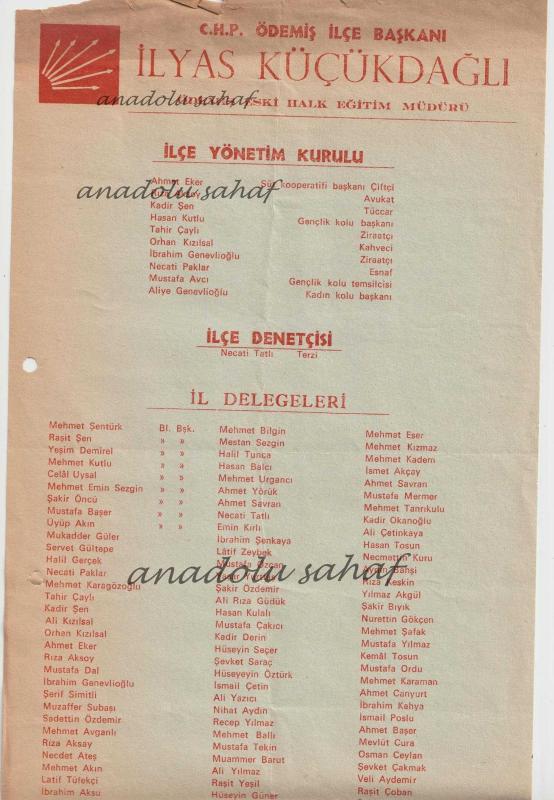 C.H.P. ÖDEMİŞ İLÇE BAŞKANI
İLYAS KÜÇÜKDAĞLI
anadolu sahaf ESKİ HALK EĞİTİM MÜDÜRÜ
İLÇE YÖNETİM KURULU
Ahmet Eker Süt kooperatifi başkanı Çiftçi
anadolu sahaf Avukat
Kadir Şen Tüccar
Hasan Kutlu Gençlik kolu başkanı
Tahir Çaylı Ziraatçı
Orhan Kızılsal Kahveci
İbrahim Genevlioğlu Ziraatçı
Necati Paklar Esnaf
Mustafa Avcı Gençlik kolu temsilcisi
Aliye Genevlioğlu Kadın kolu başkanı
İLÇE DENETÇİSİ
Necati Tatlı Terzi
İL DELEGELERİ
Mehmet Şentürk Bl. Bşk.
Raşit Şen » »
Yeşim Demirel » »
Mehmet Kutlu » »
Celâl Uysal » »
Mehmet Emin Sezgin » »
Şakir Öncü » »
Mustafa Başer » »
Üyüp Akın » »
Mukadder Güler
Servet Gültepe
Halil Gerçek
Necati Paklar
Mehmet Karagözoğlu
Tahir Çaylı
Kadir Şen
Ali Kızılsal
Orhan Kızılsal
Ahmet Eker
Rıza Aksoy
Mustafa Dal
İbrahim Genevlioğlu
Şerif Simitli
Muzaffer Subaşı
Sadettin Özdemir
Mehmet Avganlı
Rıza Aksay
Necdet Ateş
Mehmet Akın
Latif Tüfekçi
İbrahim Aksu
Mehmet Bilgin
Mestan Sezgin
Halil Tunça
Hasan Balcı
Mehmet Urgancı
Ahmet Yörük
Ahmet Savran
Necati Tatlı
Emin Kırlı
İbrahim Şenkaya
Lâtif Zeybek
Mustafa Özcan
anadolu sahaf
Şakir Özdemir
Ali Rıza Güdük
Hasan Kulalı
Mustafa Çakıcı
Kadir Derin
Hüseyin Seçer
Şevket Saraç
Hüseyeyin Öztürk
İsmail Çetin
Ali Yazıcı
Nihat Aydın
Recep Yılmaz
Mehmet Ballı
Mustafa Tekin
Muammer Barut
Ali Yılmaz
Raşit Yeşil
Hüseyin Güner
Mehmat Eser
Mehmet Kızmaz
Mehmet Kadem
İsmet Akçay
Ahmet Savran
Mustafa Mermer
Mehmet Tanrıkulu
Kadir Okanoğlu
Ali Çetinkaya
Hasan Tosun
Necmettin Kuru
Aydın Bahşi
Rıza Keskin
Yılmaz Akgül
Şakir Bıyık
Nurettin Gökçen
Mehmet Şafak
Mustafa Yılmaz
Kemâl Tosun
Mustafa Ordu
Mehmet Karaman
Ahmet Canyurt
İbrahim Kahya
İsmail Poslu
Ahmet Başer
Mevlüt Cura
Osman Ceylan
Şevket Çakmak
Veli Aydemir
Raşit Çoban